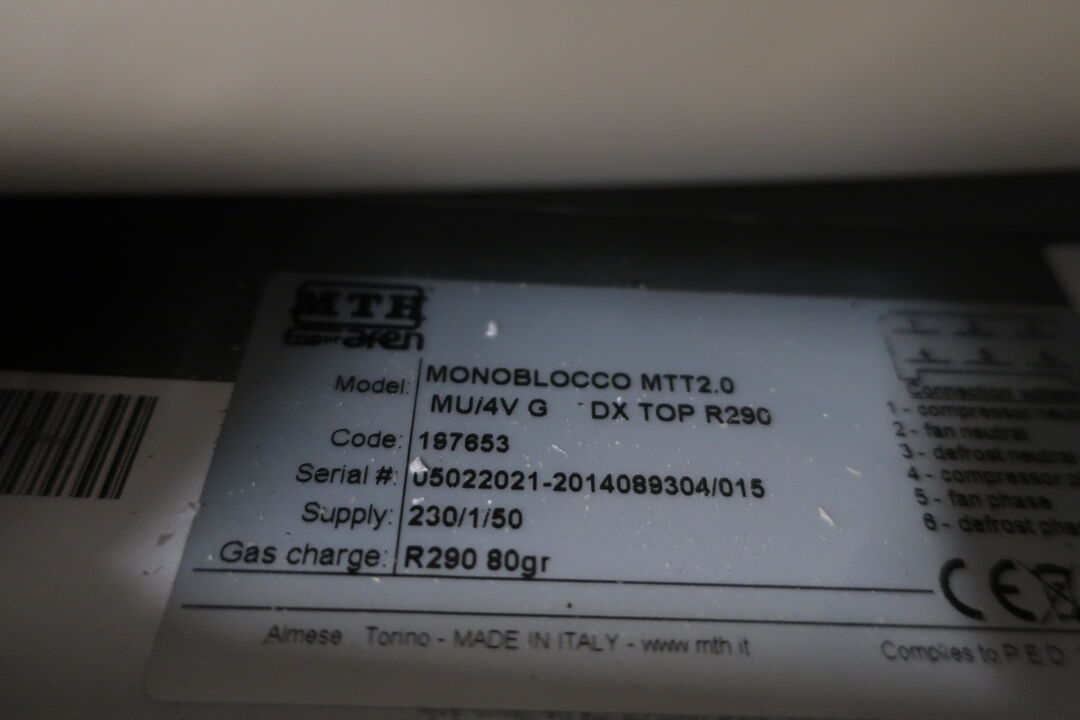 MTH
frigor aren
Model: MONOBLOCCO MTT2.0
MU/4V G DX TOP R290
Code: 197653
Serial #: 05022021-2014089304/015
Supply: 230/1/50
Gas charge: R290 80gr
Almese . Torino - MADE IN ITALY - www.mth.it
Connection
1 - compressor
2 - fan neutral
3 - defrost neutral
4 - compressor
5 - fan phase
6 - defrost
CE
Complies to P E D